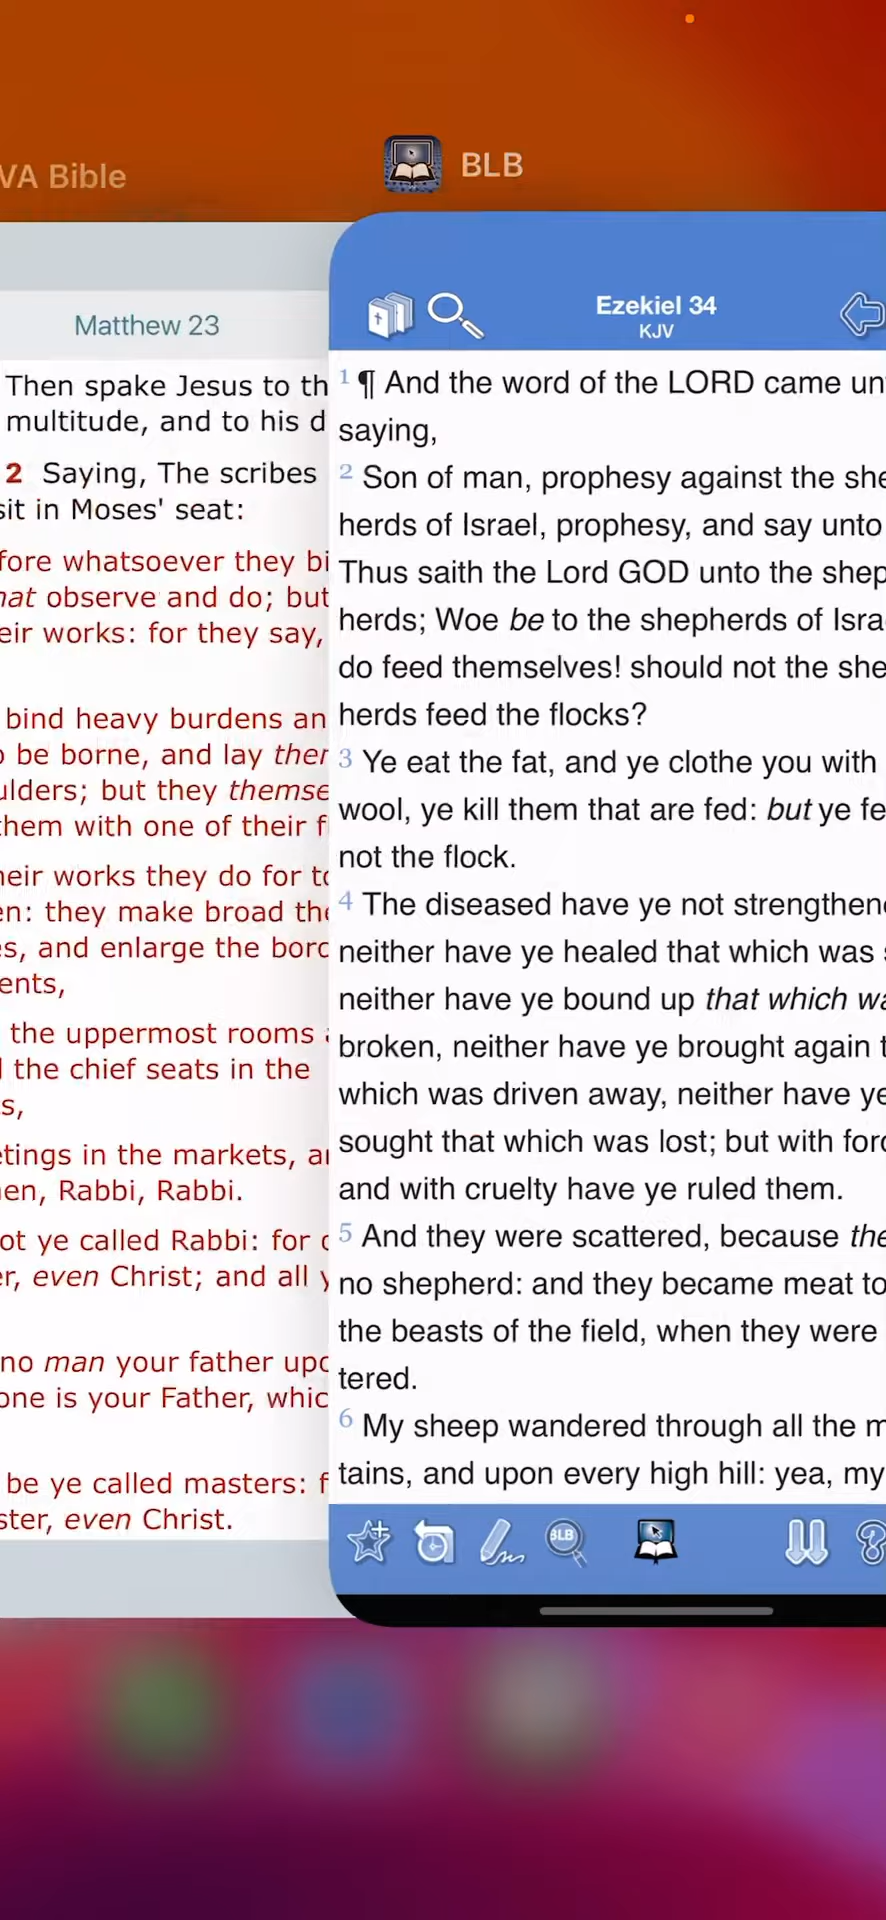 VA Bible
BLB
Matthew 23
Then spake Jesus to th
multitude, and to his d
2 Saying, The scribes
sit in Moses' seat:
fore whatsoever they bi
hat observe and do; but
eir works: for they say,
bind heavy burdens an
o be borne, and lay ther
ulders; but they themse
them with one of their f
heir works they do for to
en: they make broad the
es, and enlarge the bord
ents,
the uppermost rooms
d the chief seats in the
s,
etings in the markets, a
nen, Rabbi, Rabbi.
ot ye called Rabbi: for
er, even Christ; and all y
no man your father upo
one is your Father, whic
be ye called masters: f
ster, even Christ.
Ezekiel 34
KJV
1 ¶ And the word of the LORD came un
saying,
2 Son of man, prophesy against the she
herds of Israel, prophesy, and say unto
Thus saith the Lord GOD unto the shep
herds; Woe be to the shepherds of Isra
do feed themselves! should not the she
herds feed the flocks?
3 Ye eat the fat, and ye clothe you with
wool, ye kill them that are fed: but ye fe
not the flock.
4 The diseased have ye not strengthene
neither have ye healed that which was s
neither have ye bound up that which wa
broken, neither have ye brought again t
which was driven away, neither have ye
sought that which was lost; but with forc
and with cruelty have ye ruled them.
5 And they were scattered, because the
no shepherd: and they became meat to
the beasts of the field, when they were
tered.
6 My sheep wandered through all the m
tains, and upon every high hill: yea, my
BLB